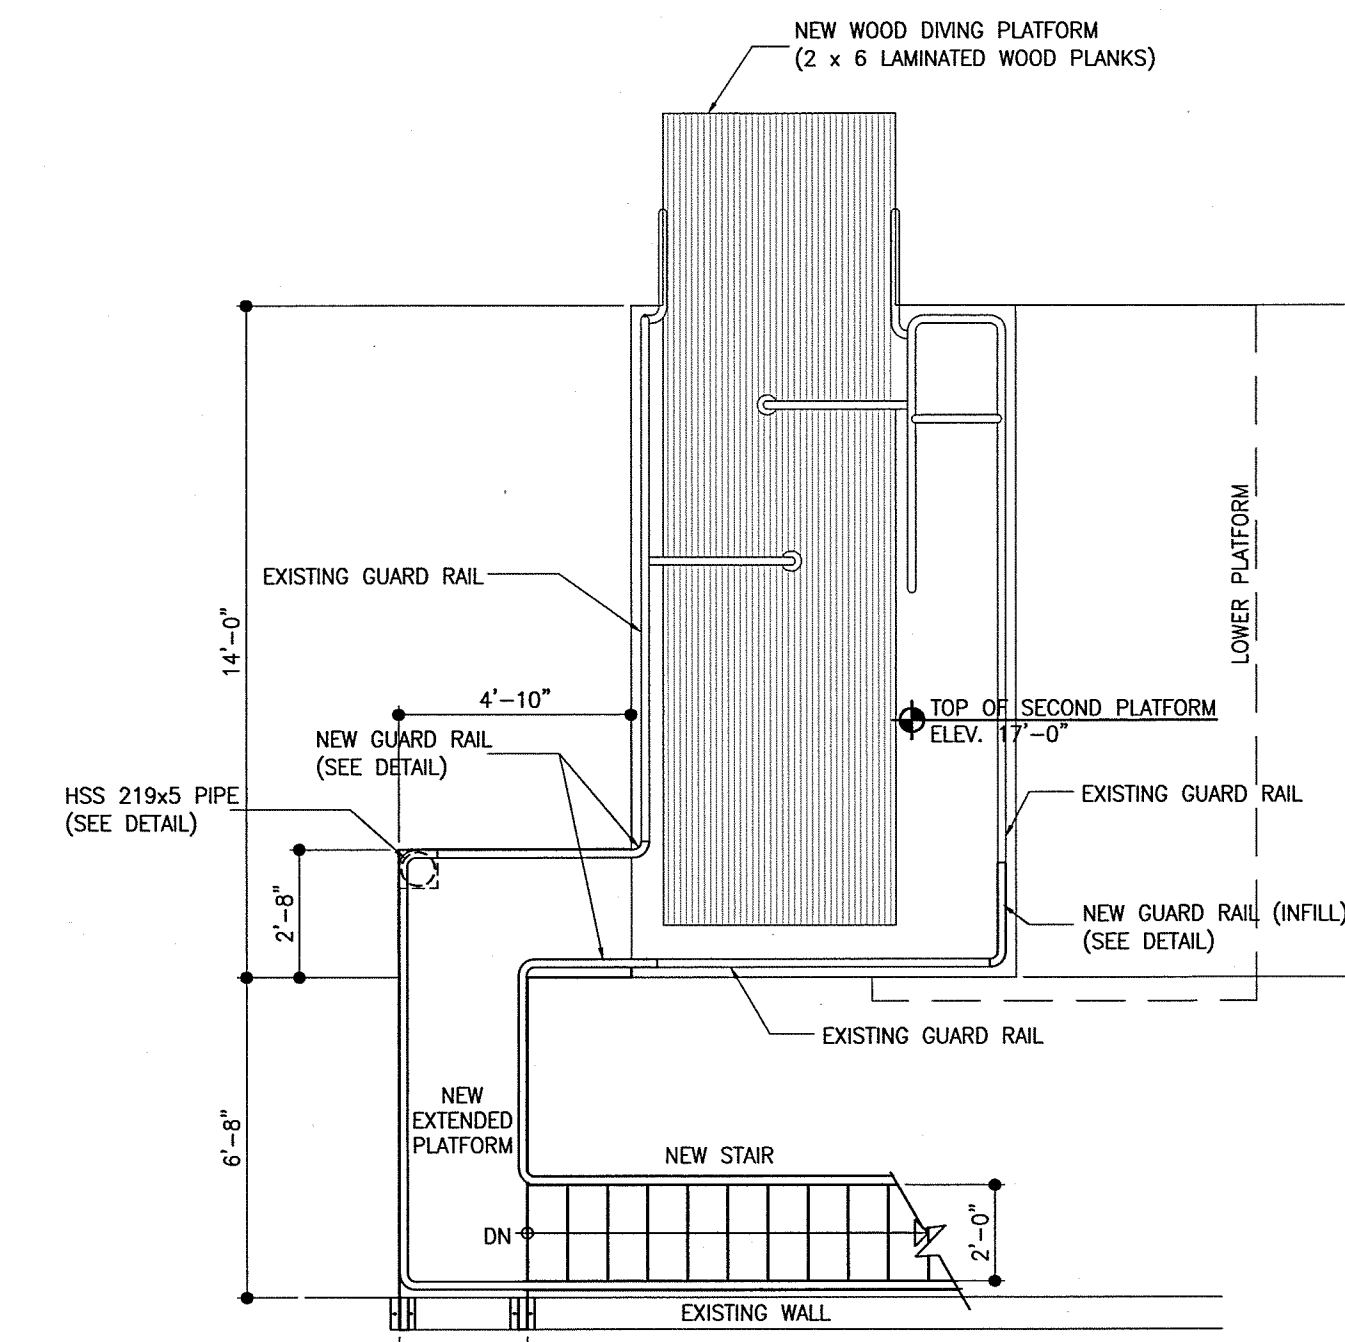 NEW WOOD DIVING PLATFORM
(2 x 6 LAMINATED WOOD PLANKS)
LOWER PLATFORM
EXISTING GUARD RAIL
14'-0"
4'-10"
TOP OF SECOND PLATFORM
ELEV. 17'-0"
NEW GUARD RAIL
(SEE DETAIL)
HSS 219x5 PIPE
(SEE DETAIL)
EXISTING GUARD RAIL
2'-8"
NEW GUARD RAIL (INFILL)
(SEE DETAIL)
EXISTING GUARD RAIL
NEW
EXTENDED
PLATFORM
6'-8"
NEW STAIR
DN
2'-0"
EXISTING WALL